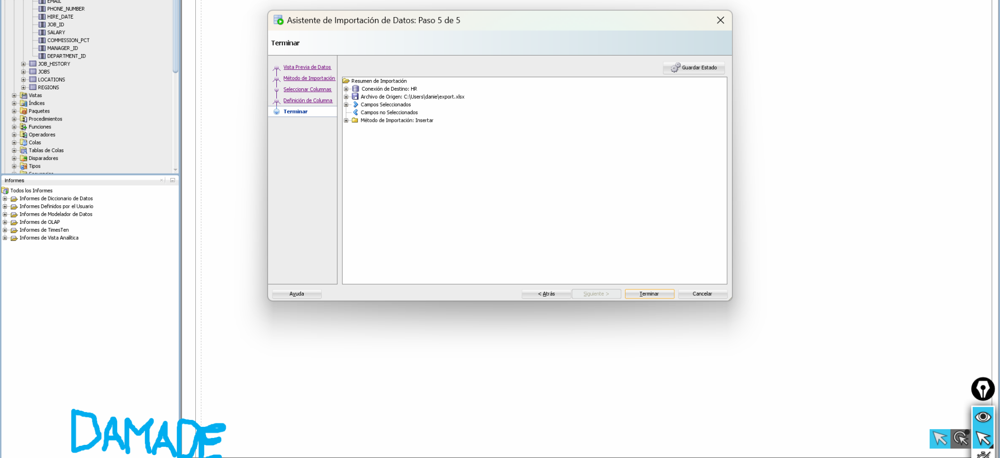 EMAIL
PHONE_NUMBER
HIRE_DATE
JOB_ID
SALARY
COMMISSION_PCT
MANAGER_ID
DEPARTMENT_ID
JOB_HISTORY
JOBS
LOCATIONS
REGIONS
Vistas
Índices
Paquetes
Procedimientos
Funciones
Operadores
Colas
Tablas de Colas
Disparadores
Tipos
Informes
Todos los Informes
Informes de Diccionario de Datos
Informes Definidos por el Usuario
Informes de Modelador de Datos
Informes de OLAP
Informes de TimesTen
Informes de Vista Analítica
Asistente de Importación de Datos: Paso 5 de 5
Terminar
Vista Previa de Datos
Método de Importación
Seleccionar Columnas
Definición de Columna
Terminar
Guardar Estado
Resumen de Importación
Conexión de Destino: HR
Archivo de Origen: C:\Users\danie\export.xlsx
Campos Seleccionados
Campos no Seleccionados
Método de Importación: Insertar
Ayuda
< Atrás
Siguiente >
Terminar
Cancelar
DAMADE